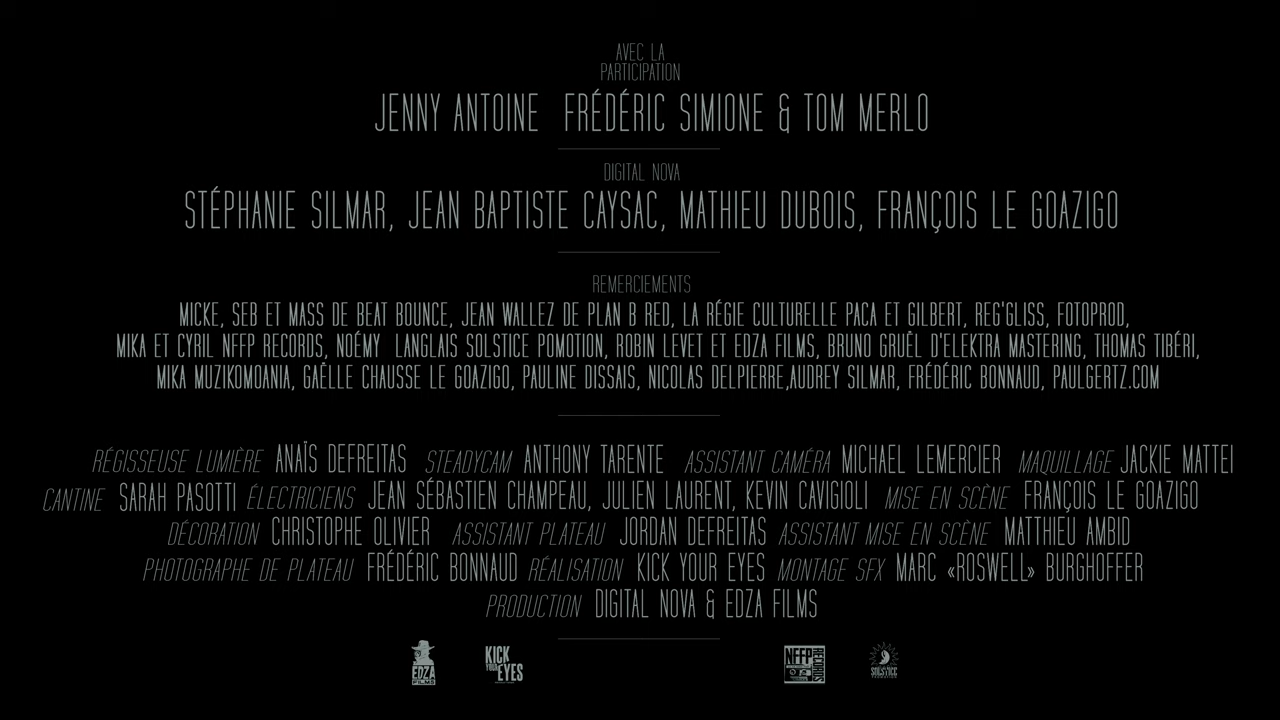 AVEC LA
PARTICIPATION
JENNY ANTOINE FRÉDÉRIC SIMIONE & TOM MERLO
DIGITAL NOVA
STÉPHANIE SILMAR, JEAN BAPTISTE CAYSAC, MATHIEU DUBOIS, FRANÇOIS LE GOAZIGO
REMERCIEMENTS
MICKE, SEB ET MASS DE BEAT BOUNCE, JEAN WALLEZ DE PLAN B RED, LA RÉGIE CULTURELLE PACA ET GILBERT, REG'GLISS, FOTOPROD,
MIKA ET CYRIL NFFP RECORDS, NOÉMY LANGLAIS SOLSTICE POMOTION, ROBIN LEVET ET EDZA FILMS, BRUNO GRUÊL D'ELEKTRA MASTERING, THOMAS TIBÉRI,
MIKA MUZIKOMOANIA, GAËLLE CHAUSSE LE GOAZIGO, PAULINE DISSAIS, NICOLAS DELPIERRE,AUDREY SILMAR, FRÉDÉRIC BONNAUD, PAULGERTZ.COM
RÉGISSEUSE LUMIÈRE ANAÏS DEFREITAS STEADYCAM ANTHONY TARENTE ASSISTANT CAMÉRA MICHAEL LEMERCIER MAQUILLAGE JACKIE MATTEI
CANTINE SARAH PASOTTI ÉLECTRICIENS JEAN SÉBASTIEN CHAMPEAU, JULIEN LAURENT, KEVIN CAVIGIOLI MISE EN SCÈNE FRANÇOIS LE GOAZIGO
DÉCORATION CHRISTOPHE OLIVIER ASSISTANT PLATEAU JORDAN DEFREITAS ASSISTANT MISE EN SCÈNE MATTHIEU AMBID
PHOTOGRAPHE DE PLATEAU FRÉDÉRIC BONNAUD RÉALISATION KICK YOUR EYES MONTAGE SFX MARC «ROSWELL» BURGHOFFER
PRODUCTION DIGITAL NOVA & EDZA FILMS
EDZA
FILMS
KICK
YOUR
EYES
NFFP
RECORDS
SOLSTICE